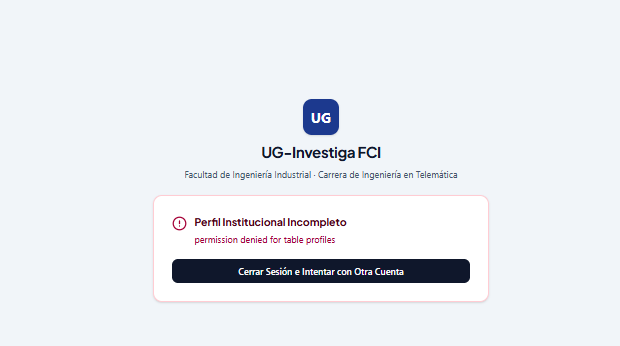 UG
UG-Investiga FCI
Facultad de Ingeniería Industrial · Carrera de Ingeniería en Telemática
Perfil Institucional Incompleto
permission denied for table profiles
Cerrar Sesión e Intentar con Otra Cuenta